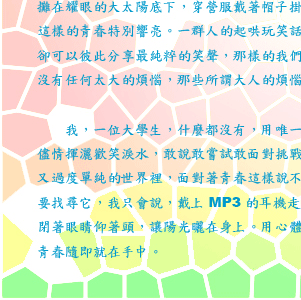 攤在耀眼的大太陽底下，穿營服戴著帽子掛
這樣的青春特別響亮。一群人的起哄玩笑話
卻可以彼此分享最純粹的笑聲，那樣的我們
沒有任何太大的煩惱，那些所謂大人的煩惱
我，一位大學生，什麼都沒有，用唯一
儘情揮灑歡笑淚水，敢說敢嘗試敢面對挑戰
又過度單純的世界裡，面對著青春這樣說不
要找尋它，我只會說，戴上 MP3 的耳機走
閉著眼睛仰著頭，讓陽光曬在身上。用心體
青春隨即就在手中。